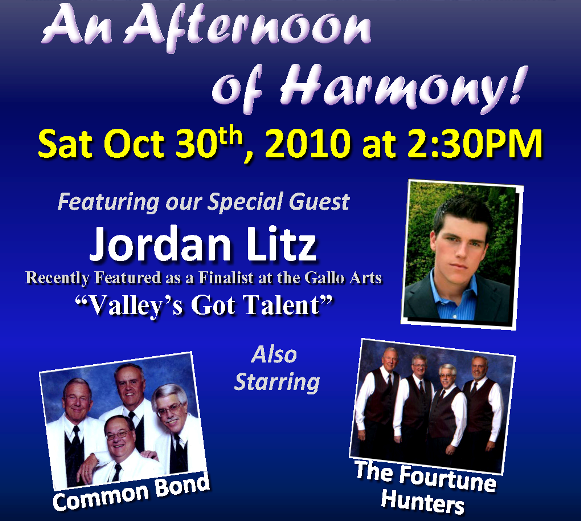 An Afternoon
of Harmony!
Sat Oct 30th, 2010 at 2:30PM
Featuring our Special Guest
Jordan Litz
Recently Featured as a Finalist at the Gallo Arts
“Valley’s Got Talent”
Also
Starring
Common Bond
The Fourtune
Hunters